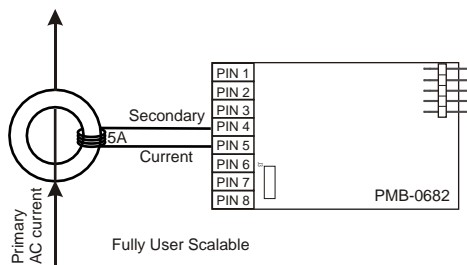 PIN 1
PIN 2
PIN 3
Secondary
PIN 4
5A
PIN 5
Current
PIN 6
PIN 7
PIN 8
PMB-0682
Primary
AC current
Fully User Scalable